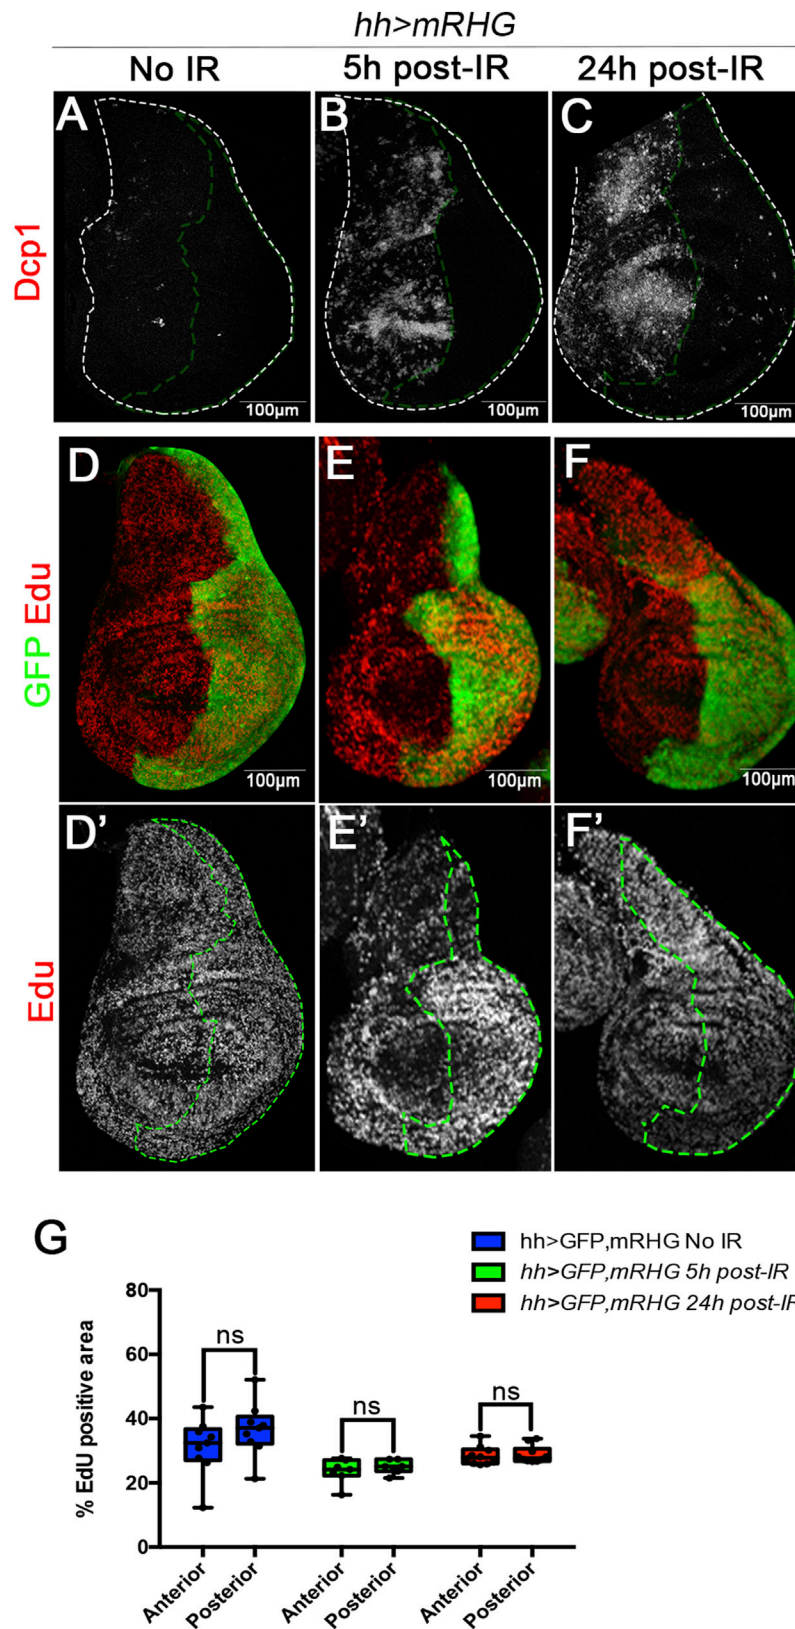 hh>mRHG
No IR 5h post-IR 24h post-IR
Dcp1
A B C
100μm 100μm 100μm
GFP Edu
D E F
100μm 100μm 100μm
Edu
D' E' F'
G
hh>GFP,mRHG No IR
hh>GFP,mRHG 5h post-IR
hh>GFP,mRHG 24h post-IR
% EdU positive area
80
60
40
20
0
ns ns ns
Anterior Posterior Anterior Posterior Anterior Posterior